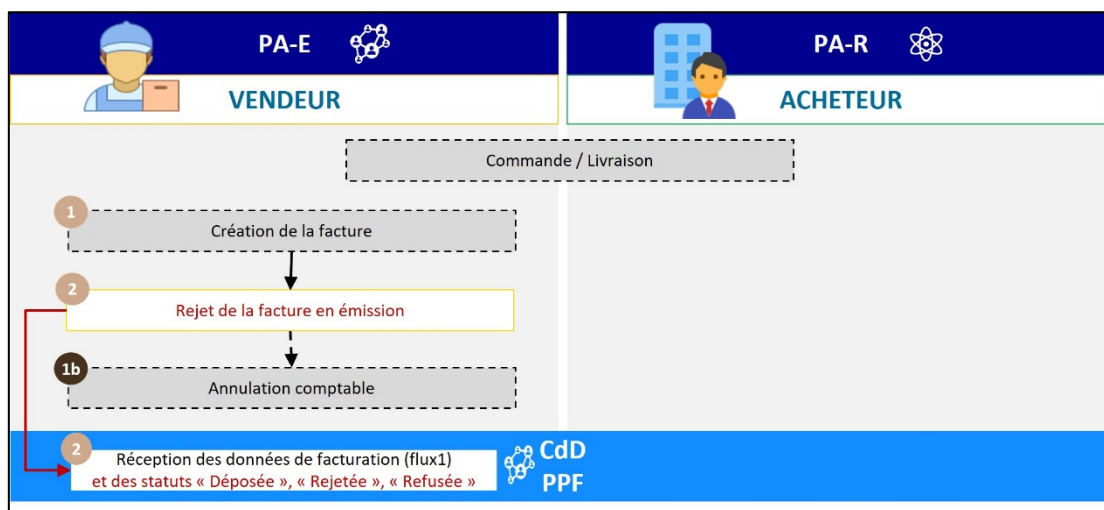 PA-E
PA-R
VENDEUR
ACHETEUR
Commande / Livraison
1
Création de la facture
2
Rejet de la facture en émission
1b
Annulation comptable
2
Réception des données de facturation (flux1)
et des statuts « Déposée », « Rejetée », « Refusée »
CdD
PPF